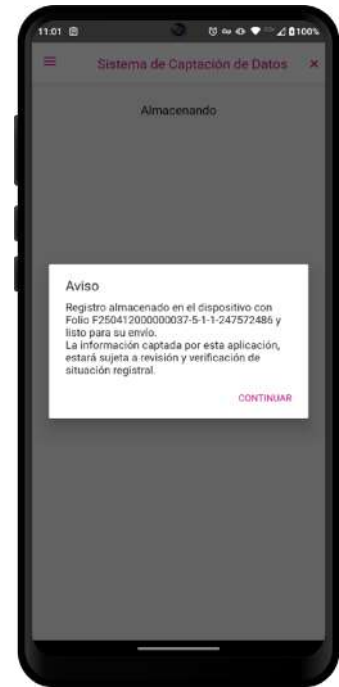 11:01 100%
Sistema de Captación de Datos ×
Almacenando
Aviso
Registro almacenado en el dispositivo con
Folio F250412000000037-5-1-1-247572486 y
listo para su envío.
La información captada por esta aplicación,
estará sujeta a revisión y verificación de
situación registral.
CONTINUAR